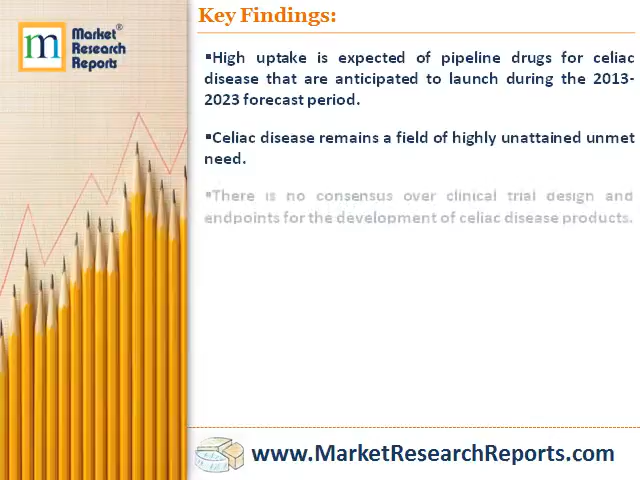 Key Findings:
m
Market®
Research
Reports
▪High uptake is expected of pipeline drugs for celiac
disease that are anticipated to launch during the 2013-
2023 forecast period.
▪Celiac disease remains a field of highly unattained unmet
need.
▪There is no consensus over clinical trial design and
endpoints for the development of celiac disease products.
www.MarketResearchReports.com